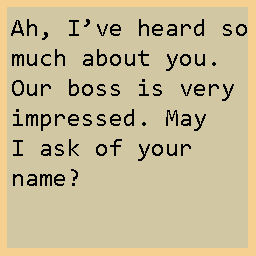 Ah, I’ve heard so
much about you.
Our boss is very
impressed. May
I ask of your
name?